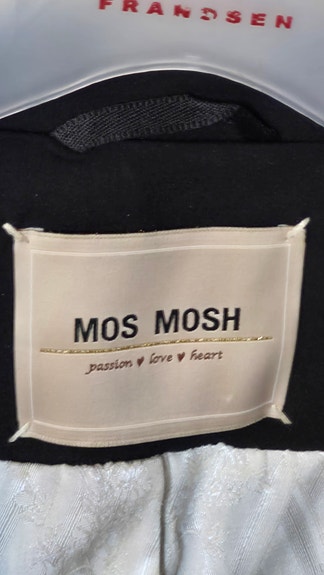 FRANDSEN
MOS MOSH
passion ♥ love ♥ heart